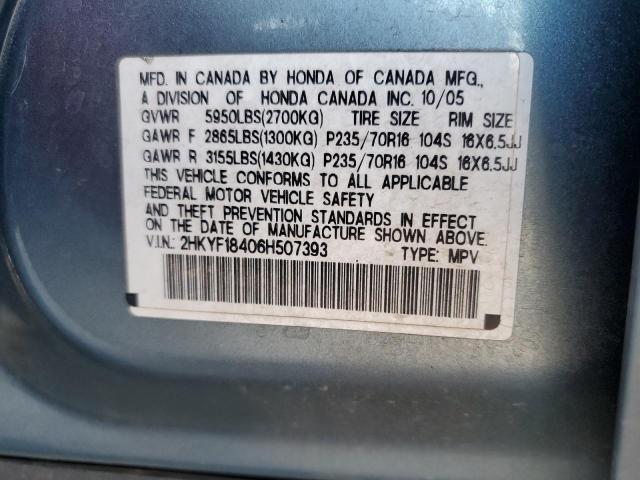 MFD. IN CANADA BY HONDA OF CANADA MFG.,
A DIVISION OF HONDA CANADA INC. 10/05
GVWR 5950LBS(2700KG) TIRE SIZE RIM SIZE
GAWR F 2865LBS(1300KG) P235/70R16 104S 16X6.5JJ
GAWR R 3155LBS(1430KG) P235/70R16 104S 16X6.5JJ
THIS VEHICLE CONFORMS TO ALL APPLICABLE
FEDERAL MOTOR VEHICLE SAFETY
AND THEFT PREVENTION STANDARDS IN EFFECT
ON THE DATE OF MANUFACTURE SHOWN ABOVE.
V.I.N.: 2HKYF18406H507393 TYPE: MPV